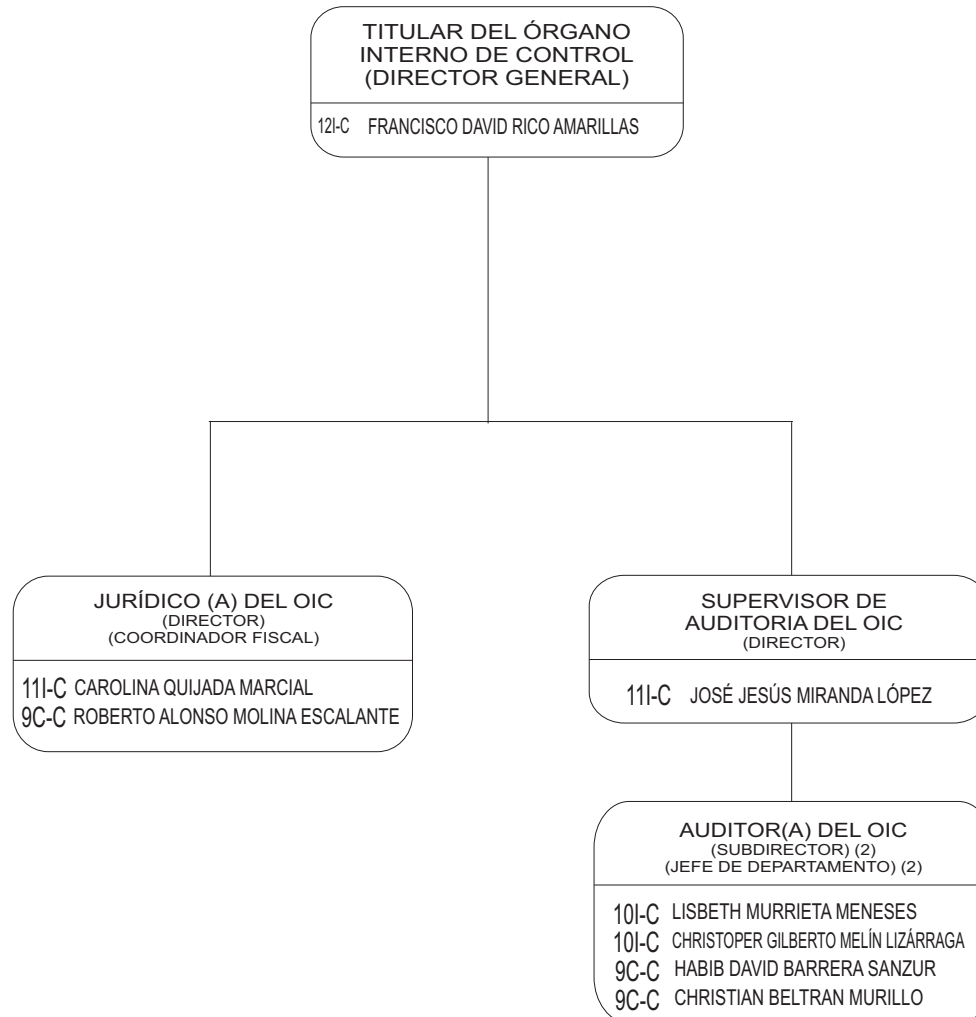 TITULAR DEL ÓRGANO
INTERNO DE CONTROL
(DIRECTOR GENERAL)
12I-C FRANCISCO DAVID RICO AMARILLAS
JURÍDICO (A) DEL OIC
(DIRECTOR)
(COORDINADOR FISCAL)
11I-C CAROLINA QUIJADA MARCIAL
9C-C ROBERTO ALONSO MOLINA ESCALANTE
SUPERVISOR DE
AUDITORIA DEL OIC
(DIRECTOR)
11I-C JOSÉ JESÚS MIRANDA LÓPEZ
AUDITOR(A) DEL OIC
(SUBDIRECTOR) (2)
(JEFE DE DEPARTAMENTO) (2)
10I-C LISBETH MURRIETA MENESES
10I-C CHRISTOPER GILBERTO MELÍN LIZÁRRAGA
9C-C HABIB DAVID BARRERA SANZUR
9C-C CHRISTIAN BELTRAN MURILLO